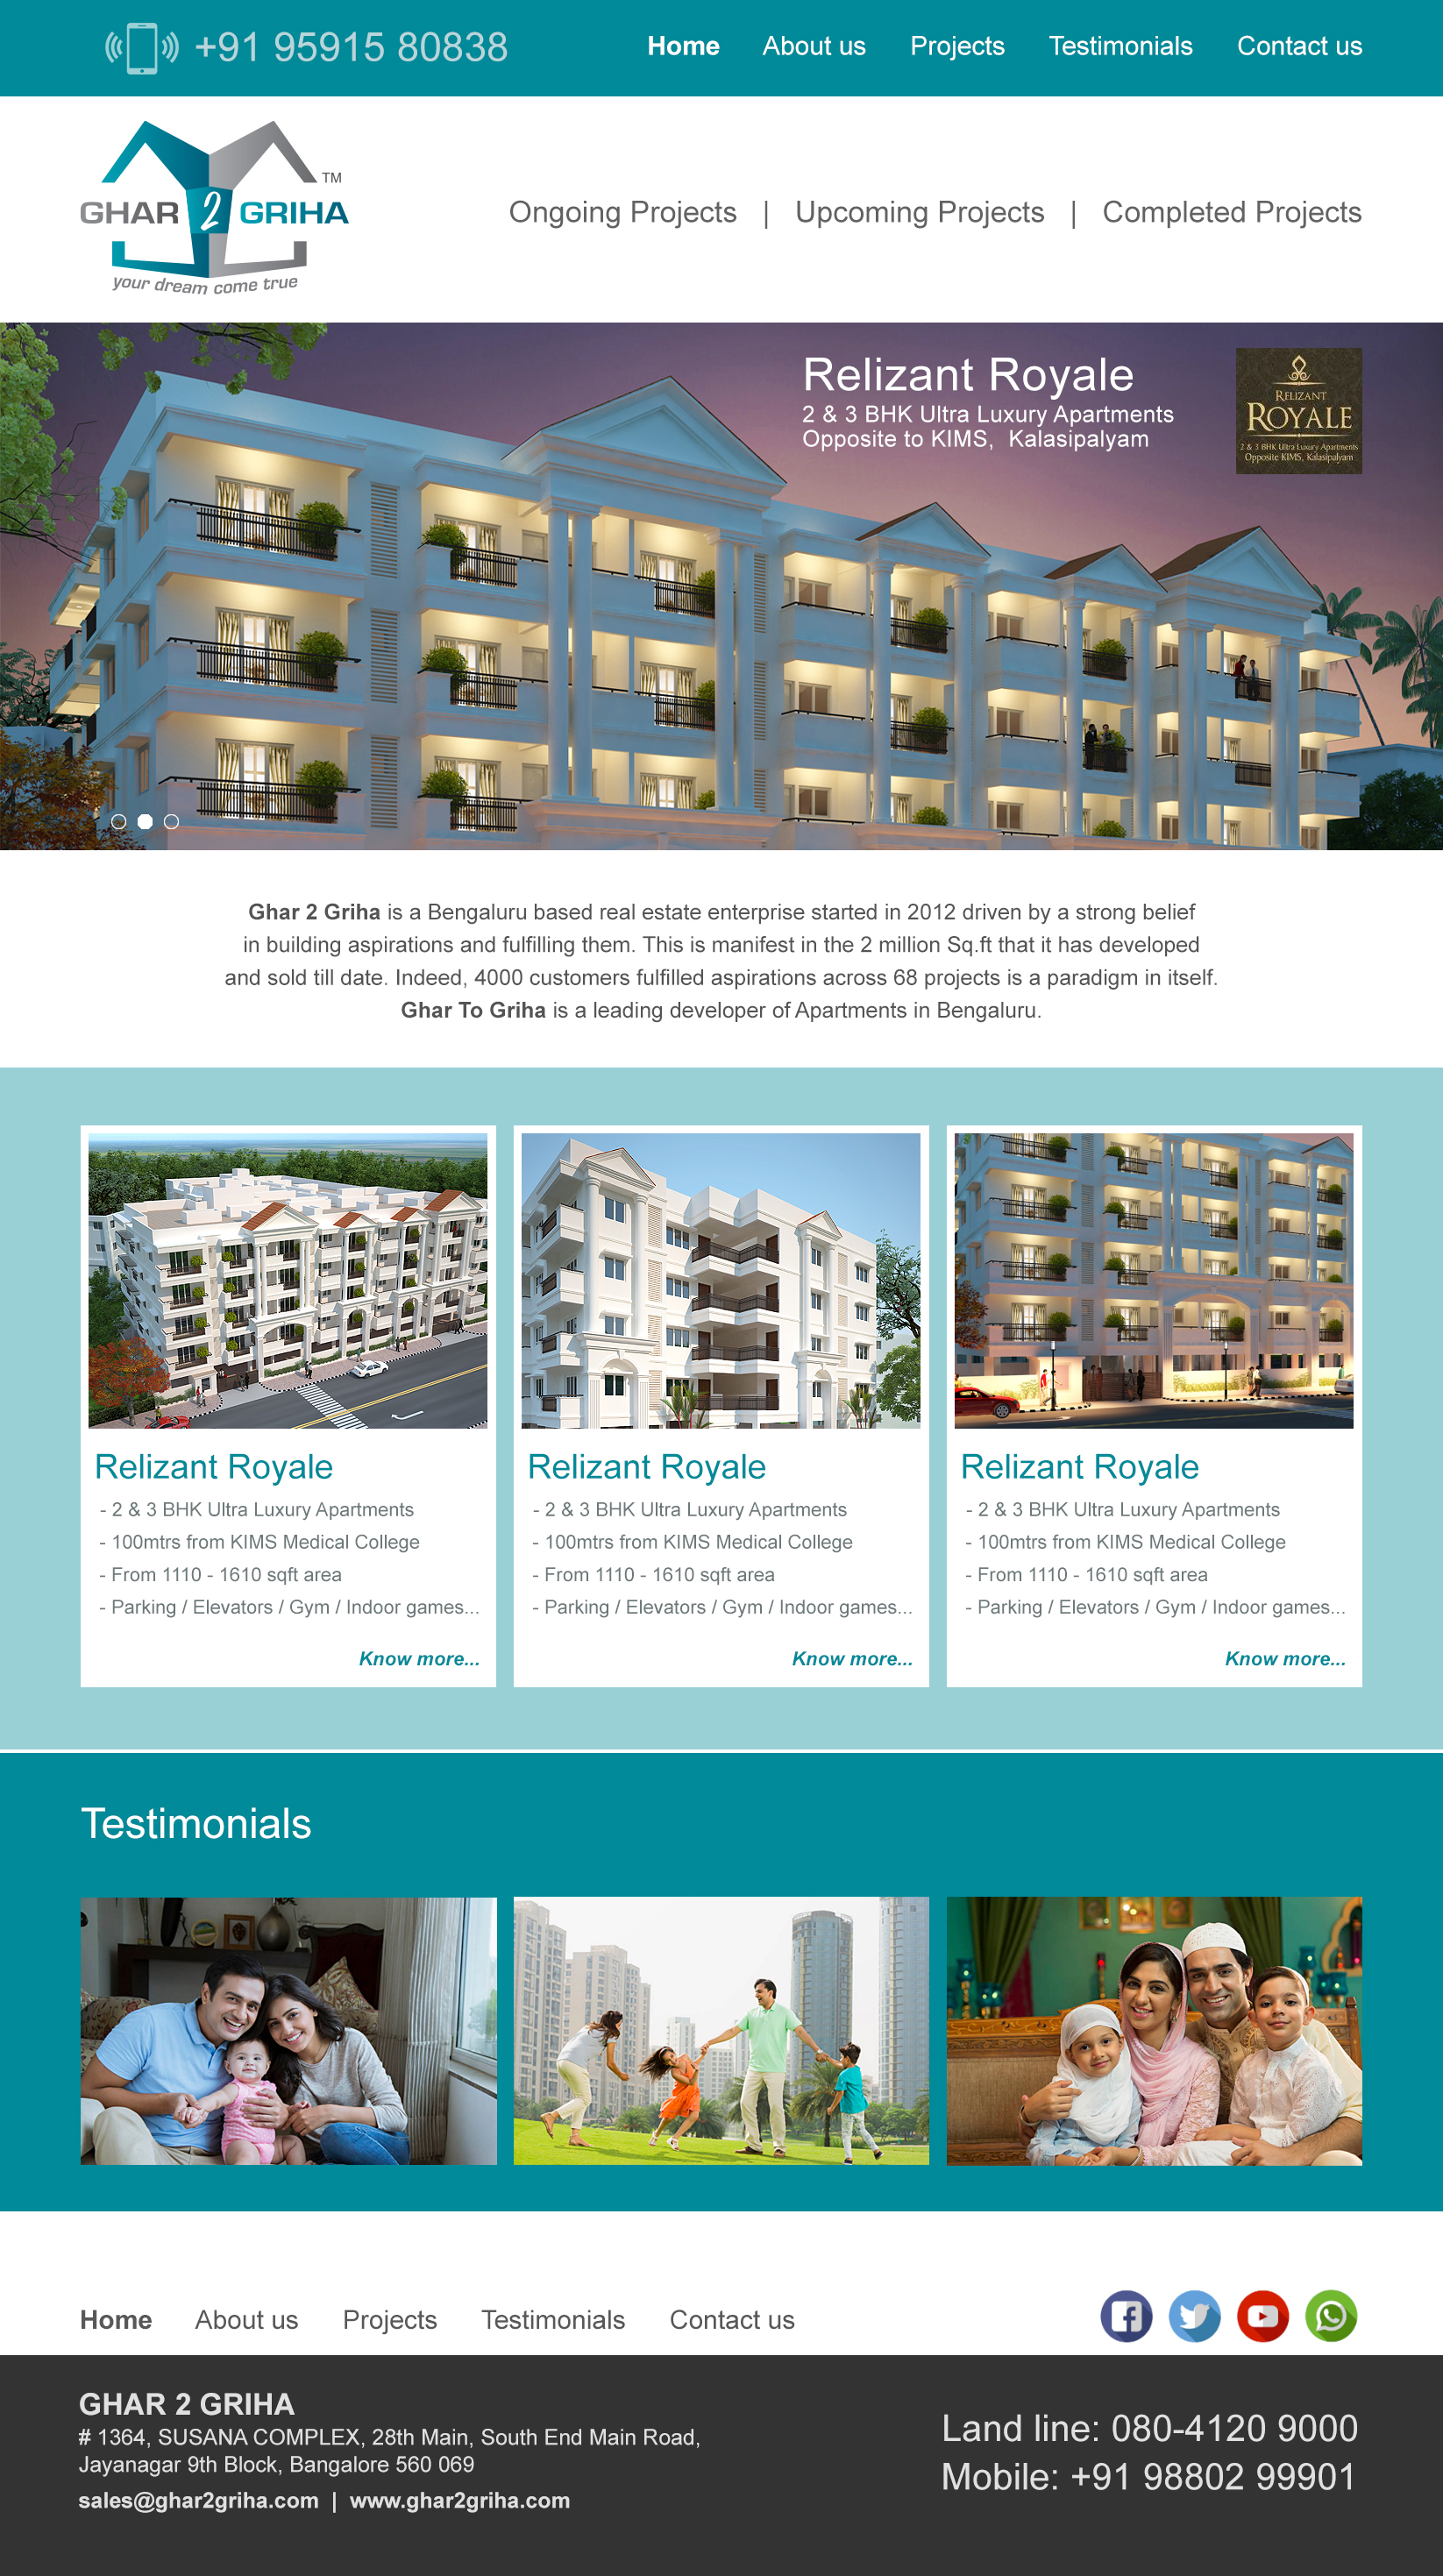 +91 95915 80838
Home About us Projects Testimonials Contact us
TM
GHAR 2 GRIHA
your dream come true
Ongoing Projects | Upcoming Projects | Completed Projects
Relizant Royale
2 & 3 BHK Ultra Luxury Apartments
Opposite to KIMS, Kalasipalyam
RELIZANT
ROYALE
2 & 3 BHK Ultra Luxury Apartments
Opposite KIMS, Kalasipalyam
Ghar 2 Griha is a Bengaluru based real estate enterprise started in 2012 driven by a strong belief
in building aspirations and fulfilling them. This is manifest in the 2 million Sq.ft that it has developed
and sold till date. Indeed, 4000 customers fulfilled aspirations across 68 projects is a paradigm in itself.
Ghar To Griha is a leading developer of Apartments in Bengaluru.
Relizant Royale
- 2 & 3 BHK Ultra Luxury Apartments
- 100mtrs from KIMS Medical College
- From 1110 - 1610 sqft area
- Parking / Elevators / Gym / Indoor games...
Know more...
Relizant Royale
- 2 & 3 BHK Ultra Luxury Apartments
- 100mtrs from KIMS Medical College
- From 1110 - 1610 sqft area
- Parking / Elevators / Gym / Indoor games...
Know more...
Relizant Royale
- 2 & 3 BHK Ultra Luxury Apartments
- 100mtrs from KIMS Medical College
- From 1110 - 1610 sqft area
- Parking / Elevators / Gym / Indoor games...
Know more...
Testimonials
Home About us Projects Testimonials Contact us
GHAR 2 GRIHA
# 1364, SUSANA COMPLEX, 28th Main, South End Main Road,
Jayanagar 9th Block, Bangalore 560 069
sales@ghar2griha.com | www.ghar2griha.com
Land line: 080-4120 9000
Mobile: +91 98802 99901